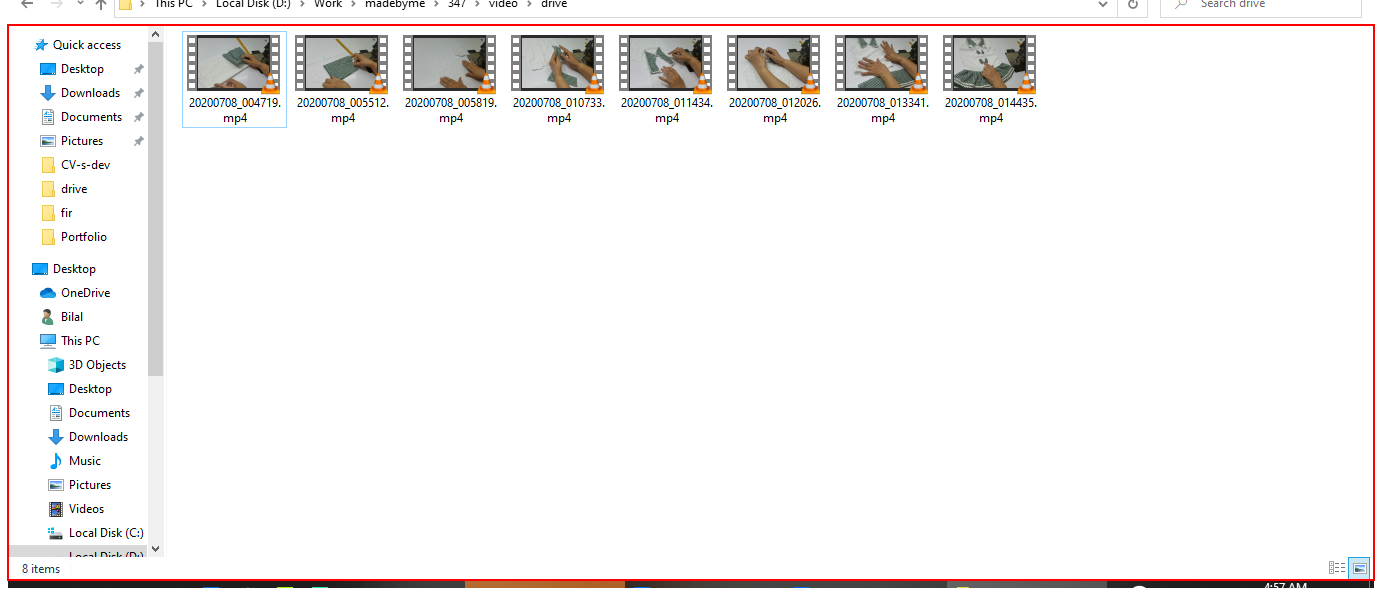 This PC > Local Disk (D:) > Work > madebyme > 347 > video > drive
Search drive
Quick access
Desktop
Downloads
Documents
Pictures
CV-s-dev
drive
fir
Portfolio
Desktop
OneDrive
Bilal
This PC
3D Objects
Desktop
Documents
Downloads
Music
Pictures
Videos
Local Disk (C:)
Local Disk (D:)
20200708_004719.
mp4
20200708_005512.
mp4
20200708_005819.
mp4
20200708_010733.
mp4
20200708_011434.
mp4
20200708_012026.
mp4
20200708_013341.
mp4
20200708_014435.
mp4
8 items
4:57 AM